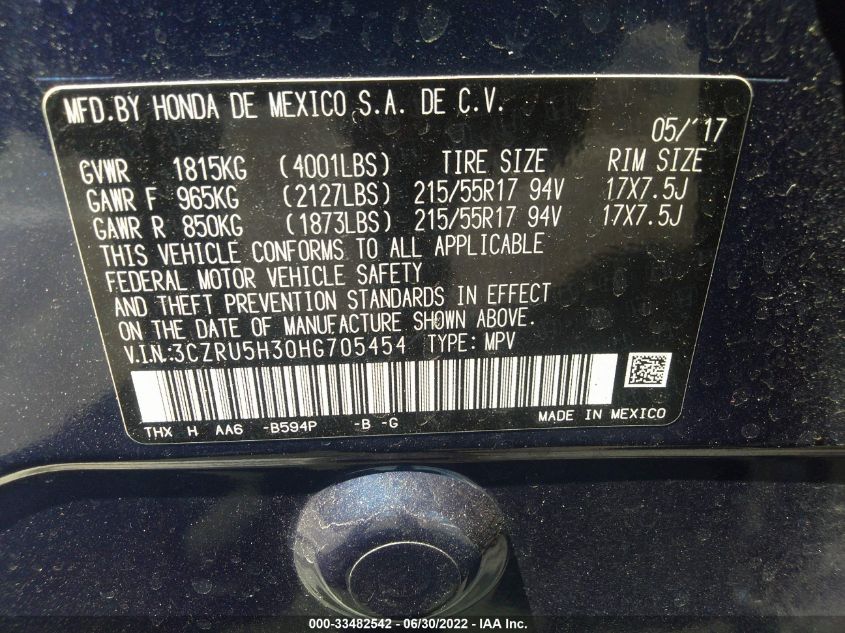 MFD.BY HONDA DE MEXICO S.A. DE C.V.
05/'17
GVWR 1815KG (4001LBS) TIRE SIZE RIM SIZE
GAWR F 965KG (2127LBS) 215/55R17 94V 17X7.5J
GAWR R 850KG (1873LBS) 215/55R17 94V 17X7.5J
THIS VEHICLE CONFORMS TO ALL APPLICABLE
FEDERAL MOTOR VEHICLE SAFETY
AND THEFT PREVENTION STANDARDS IN EFFECT
ON THE DATE OF MANUFACTURE SHOWN ABOVE.
V.I.N:3CZRU5H30HG705454 TYPE: MPV
THX H AA6 -B594P -B -G MADE IN MEXICO
000-33482542 - 06/30/2022 - IAA Inc.